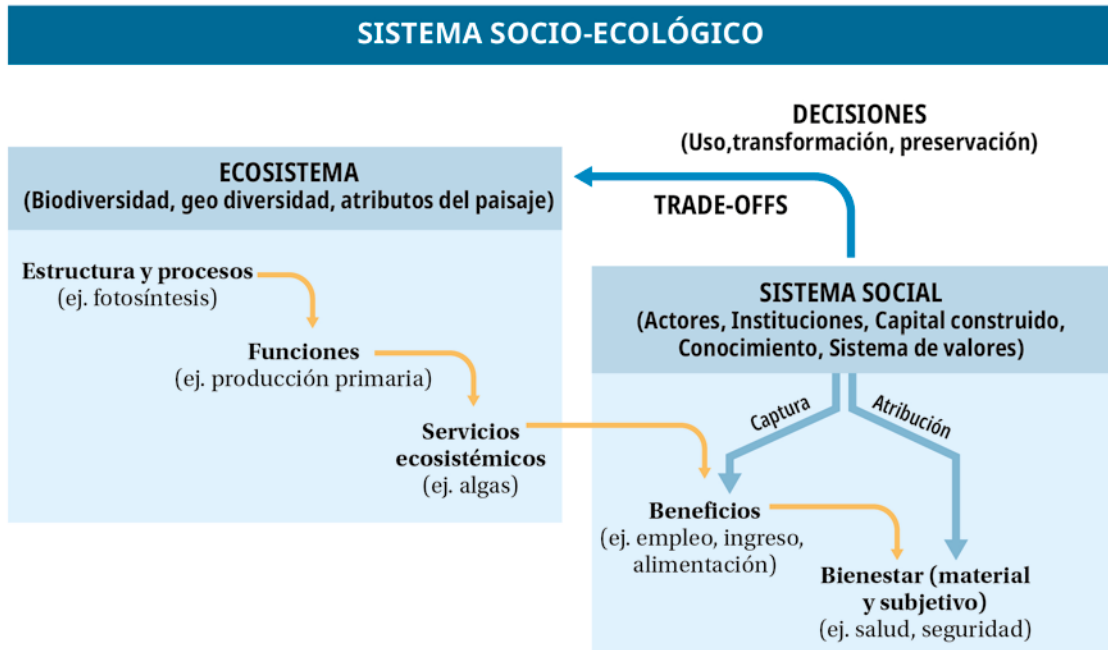 SISTEMA SOCIO-ECOLÓGICO
DECISIONES
(Uso,transformación, preservación)
TRADE-OFFS
ECOSISTEMA
(Biodiversidad, geo diversidad, atributos del paisaje)
Estructura y procesos
(ej. fotosíntesis)
Funciones
(ej. producción primaria)
Servicios
ecosistémicos
(ej. algas)
SISTEMA SOCIAL
(Actores, Instituciones, Capital construido,
Conocimiento, Sistema de valores)
Captura
Atribución
Beneficios
(ej. empleo, ingreso,
alimentación)
Bienestar (material
y subjetivo)
(ej. salud, seguridad)